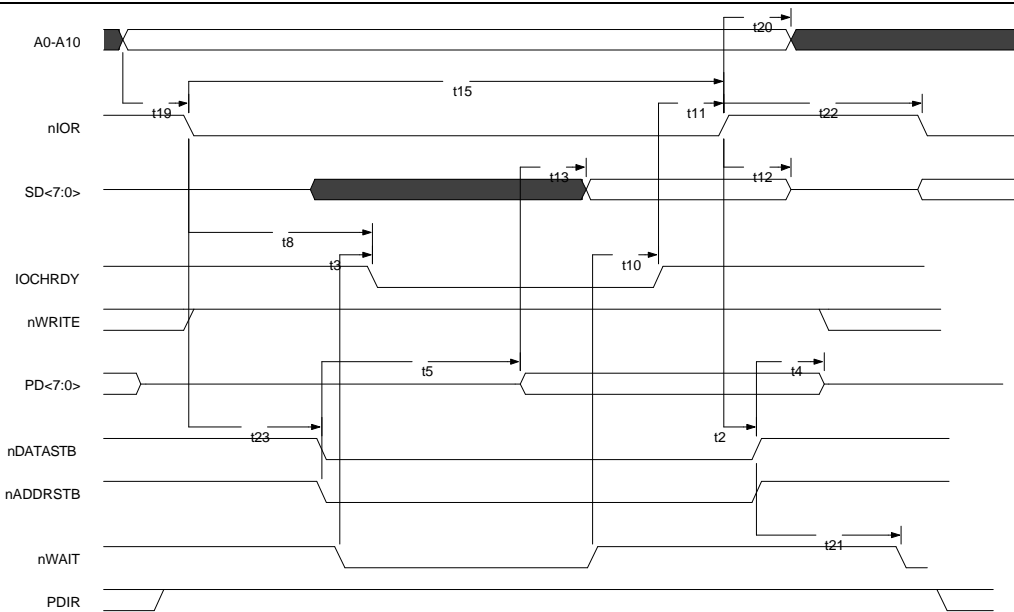 t20
A0-A10
t15
t19
t11
t22
nIOR
t13
t12
SD<7:0>
t8
t3
t10
IOCHRDY
nWRITE
t5
t4
PD<7:0>
t23
t2
nDATASTB
nADDRSTB
t21
nWAIT
PDIR